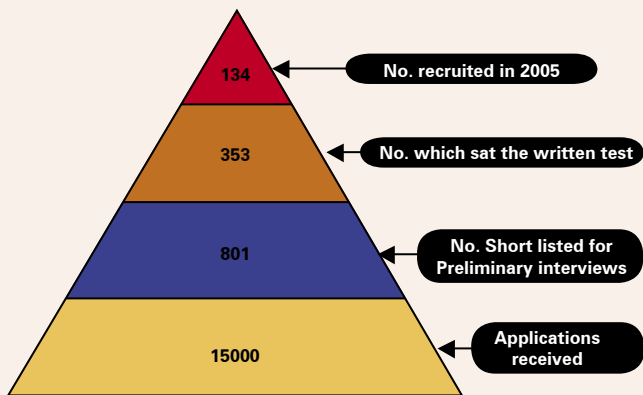 134
No. recruited in 2005
353
No. which sat the written test
801
No. Short listed for
Preliminary interviews
15000
Applications
received